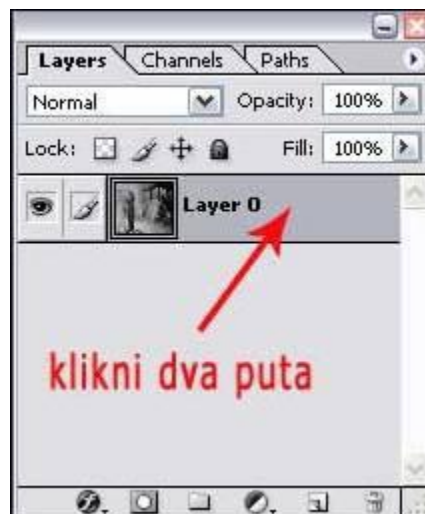 Layers Channels Paths
Normal Opacity: 100%
Lock: Fill: 100%
Layer 0
klikni dva puta